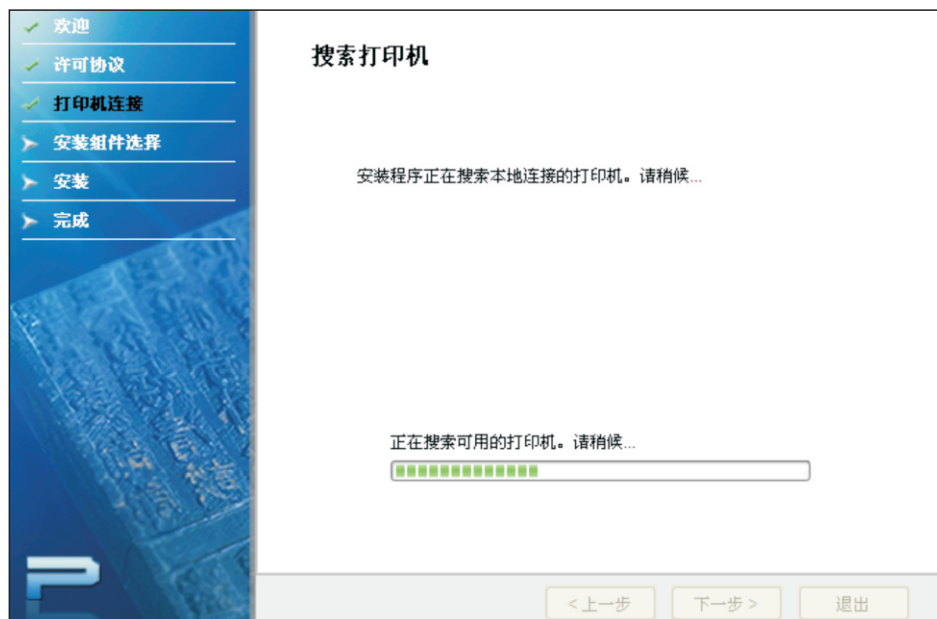 欢迎
许可协议
打印机连接
安装组件选择
安装
完成
搜索打印机
安装程序正在搜索本地连接的打印机。请稍候...
正在搜索可用的打印机。请稍候...
<上一步
下一步>
退出